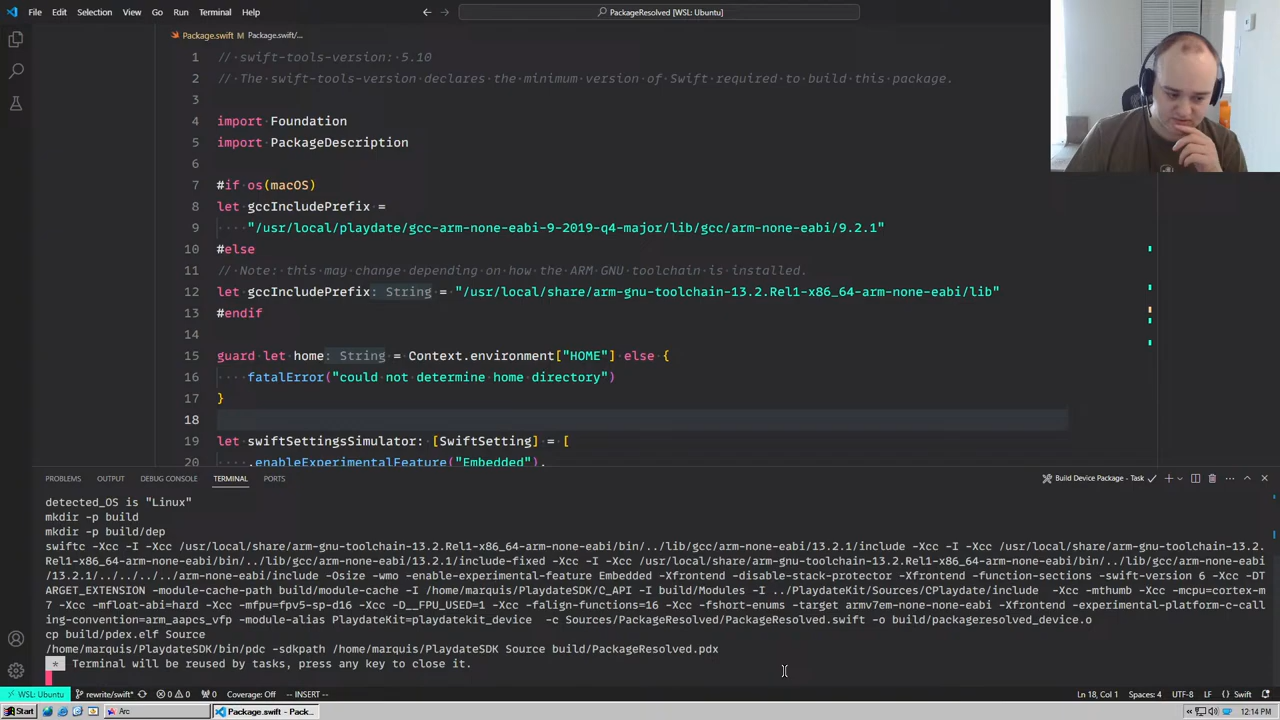 File Edit Selection View Go Run Terminal Help
PackageResolved [WSL: Ubuntu]
Package.swift M Package.swift/...
1 // swift-tools-version: 5.10
2 // The swift-tools-version declares the minimum version of Swift required to build this package.
3
4 import Foundation
5 import PackageDescription
6
7 #if os(macOS)
8 let gccIncludePrefix =
9 "/usr/local/playdate/gcc-arm-none-eabi-9-2019-q4-major/lib/gcc/arm-none-eabi/9.2.1"
10 #else
11 // Note: this may change depending on how the ARM GNU toolchain is installed.
12 let gccIncludePrefix: String = "/usr/local/share/arm-gnu-toolchain-13.2.Rel1-x86_64-arm-none-eabi/lib"
13 #endif
14
15 guard let home: String = Context.environment["HOME"] else {
16 fatalError("could not determine home directory")
17 }
18
19 let swiftSettingsSimulator: [SwiftSetting] = [
20 .enableExperimentalFeature("Embedded"),
PROBLEMS OUTPUT DEBUG CONSOLE TERMINAL PORTS
Build Device Package - Task
detected_OS is "Linux"
mkdir -p build
mkdir -p build/dep
swiftc -Xcc -I -Xcc /usr/local/share/arm-gnu-toolchain-13.2.Rel1-x86_64-arm-none-eabi/bin/../lib/gcc/arm-none-eabi/13.2.1/include -Xcc -I -Xcc /usr/local/share/arm-gnu-toolchain-13.2.
Rel1-x86_64-arm-none-eabi/bin/../lib/gcc/arm-none-eabi/13.2.1/include-fixed -Xcc -I -Xcc /usr/local/share/arm-gnu-toolchain-13.2.Rel1-x86_64-arm-none-eabi/bin/../lib/gcc/arm-none-eabi
/13.2.1/../../../../arm-none-eabi/include -Osize -wmo -enable-experimental-feature Embedded -Xfrontend -disable-stack-protector -Xfrontend -function-sections -swift-version 6 -Xcc -DT
ARGET_EXTENSION -module-cache-path build/module-cache -I /home/marquis/PlaydateSDK/C_API -I build/Modules -I ../PlaydateKit/Sources/CPlaydate/include -Xcc -mthumb -Xcc -mcpu=cortex-m
7 -Xcc -mfloat-abi=hard -Xcc -mfpu=fpv5-sp-d16 -Xcc -D__FPU_USED=1 -Xcc -falign-functions=16 -Xcc -fshort-enums -target armv7em-none-none-eabi -Xfrontend -experimental-platform-c-call
ing-convention=arm_aapcs_vfp -module-alias PlaydateKit=playdatekit_device -c Sources/PackageResolved/PackageResolved.swift -o build/packageresolved_device.o
cp build/pdex.elf Source
/home/marquis/PlaydateSDK/bin/pdc -sdkpath /home/marquis/PlaydateSDK Source build/PackageResolved.pdx
* Terminal will be reused by tasks, press any key to close it.
WSL: Ubuntu rewrite/swift* 0 0 0 Coverage: Off -- INSERT -- Ln 18, Col 1 Spaces: 4 UTF-8 LF Swift
Start Arc Package.swift - Pack... 12:14 PM